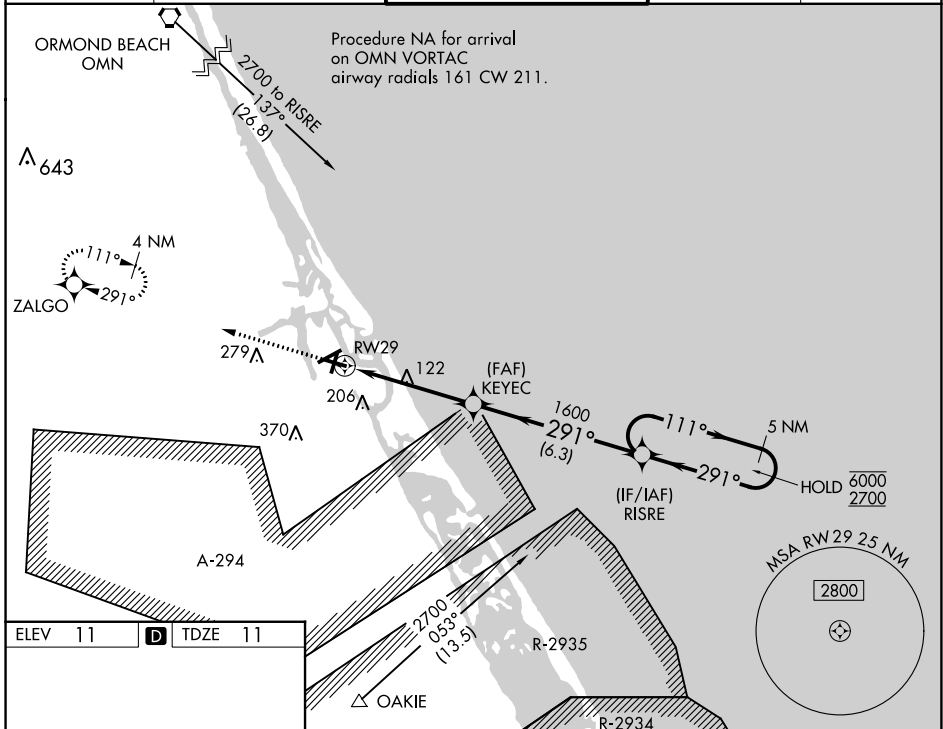 ORMOND BEACH
OMN
Procedure NA for arrival
on OMN VORTAC
airway radials 161 CW 211.
2700 to RISRE
137°
(26.8)
643
4 NM
111°
291°
ZALGO
RW29
279
122
206
(FAF)
KEYEC
370
1600
291°
(6.3)
111°
5 NM
291°
HOLD 6000
2700
(IF/IAF)
RISRE
MSA RW29 25 NM
2800
A-294
2700
053°
(13.5)
R-2935
OAKIE
R-2934
ELEV 11 D TDZE 11